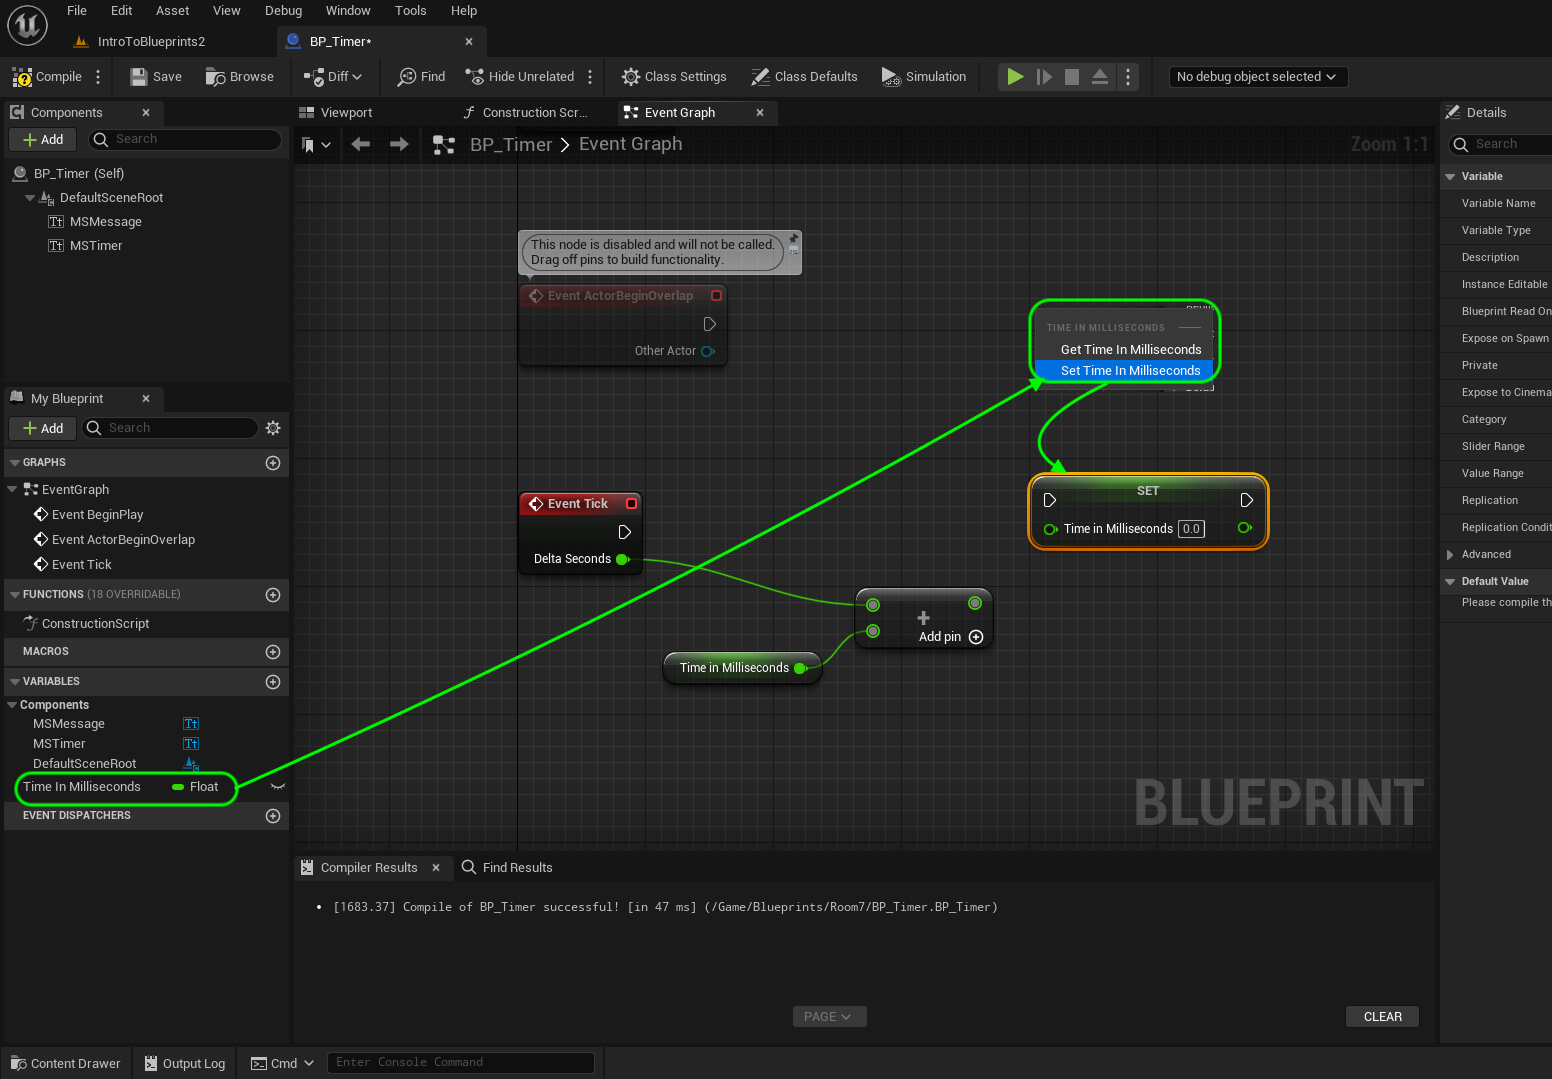 File Edit Asset View Debug Window Tools Help
IntroToBlueprints2
BP_Timer*
Compile Save Browse Diff Find Hide Unrelated Class Settings Class Defaults Simulation No debug object selected
Components
Add Search
BP_Timer (Self)
DefaultSceneRoot
MSMessage
MSTimer
My Blueprint
Add Search
GRAPHS
EventGraph
Event BeginPlay
Event ActorBeginOverlap
Event Tick
FUNCTIONS (18 OVERRIDABLE)
ConstructionScript
MACROS
VARIABLES
Components
MSMessage Tt
MSTimer Tt
DefaultSceneRoot
Time In Milliseconds Float
EVENT DISPATCHERS
Viewport Construction Scr... Event Graph
BP_Timer > Event Graph Zoom 1:1
This node is disabled and will not be called.
Drag off pins to build functionality.
Event ActorBeginOverlap
Other Actor
TIME IN MILLISECONDS
Get Time In Milliseconds
Set Time In Milliseconds
SET
Time in Milliseconds 0.0
Event Tick
Delta Seconds
Add pin
Time in Milliseconds
BLUEPRINT
Compiler Results Find Results
[1683.37] Compile of BP_Timer successful! [in 47 ms] (/Game/Blueprints/Room7/BP_Timer.BP_Timer)
PAGE CLEAR
Details
Search
Variable
Variable Name
Variable Type
Description
Instance Editable
Blueprint Read On
Expose on Spawn
Private
Expose to Cinema
Category
Slider Range
Value Range
Replication
Replication Condit
Advanced
Default Value
Please compile th
Content Drawer Output Log Cmd Enter Console Command